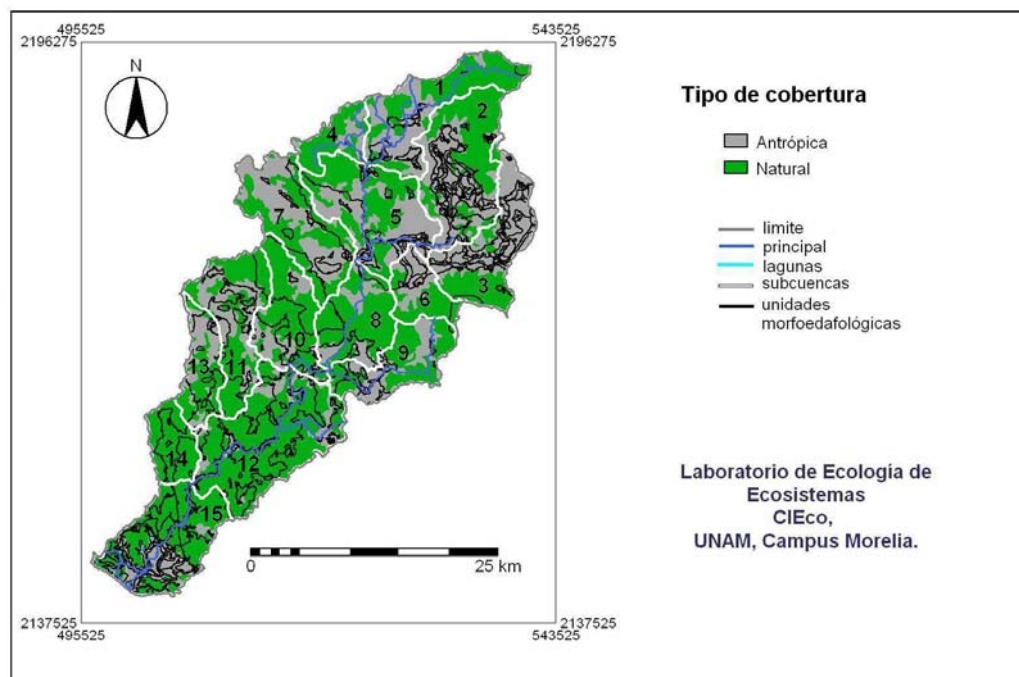 495525
543525
2196275
2196275
N
1
2
4
5
7
3
6
8
10
9
13
11
14
12
15
0
25 km
2137525
2137525
495525
543525
Tipo de cobertura
Antrópica
Natural
limite
principal
lagunas
subcuencas
unidades
morfoedafológicas
Laboratorio de Ecología de
Ecosistemas
CIEco,
UNAM, Campus Morelia.